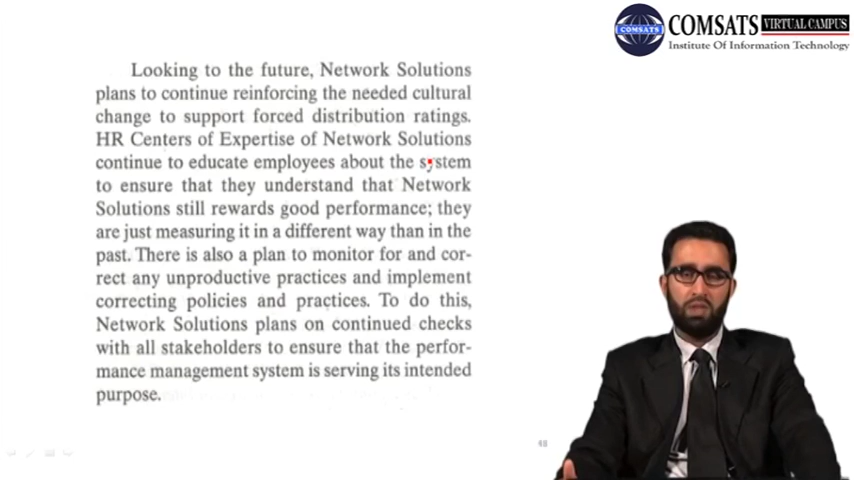 COMSATS VIRTUAL CAMPUS
COMSATS
Institute Of Information Technology
Looking to the future, Network Solutions
plans to continue reinforcing the needed cultural
change to support forced distribution ratings.
HR Centers of Expertise of Network Solutions
continue to educate employees about the system
to ensure that they understand that Network
Solutions still rewards good performance; they
are just measuring it in a different way than in the
past. There is also a plan to monitor for and cor-
rect any unproductive practices and implement
correcting policies and practices. To do this,
Network Solutions plans on continued checks
with all stakeholders to ensure that the perfor-
mance management system is serving its intended
purpose.
48